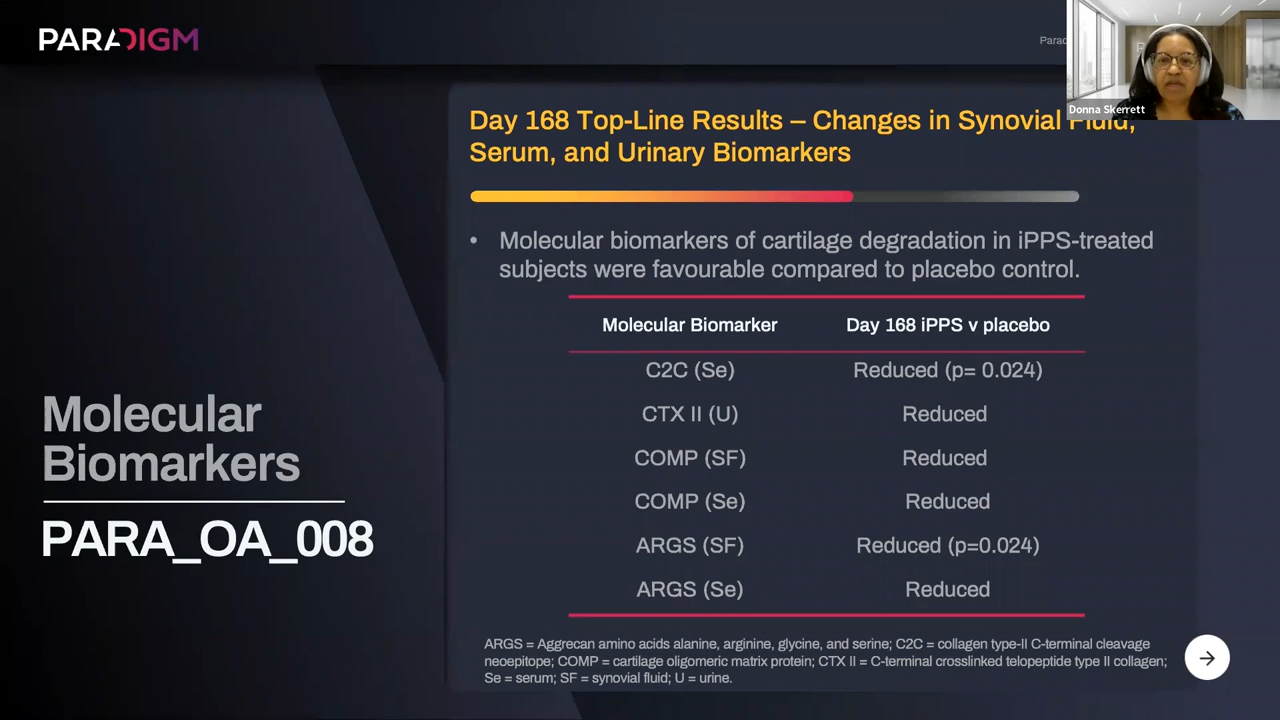 PARADIGM
Donna Skerrett
Day 168 Top-Line Results – Changes in Synovial Fluid,
Serum, and Urinary Biomarkers
• Molecular biomarkers of cartilage degradation in iPPS-treated
subjects were favourable compared to placebo control.
Molecular Biomarker Day 168 iPPS v placebo
C2C (Se) Reduced (p= 0.024)
CTX II (U) Reduced
COMP (SF) Reduced
COMP (Se) Reduced
ARGS (SF) Reduced (p=0.024)
ARGS (Se) Reduced
Molecular
Biomarkers
PARA_OA_008
ARGS = Aggrecan amino acids alanine, arginine, glycine, and serine; C2C = collagen type-II C-terminal cleavage
neoepitope; COMP = cartilage oligomeric matrix protein; CTX II = C-terminal crosslinked telopeptide type II collagen;
Se = serum; SF = synovial fluid; U = urine.